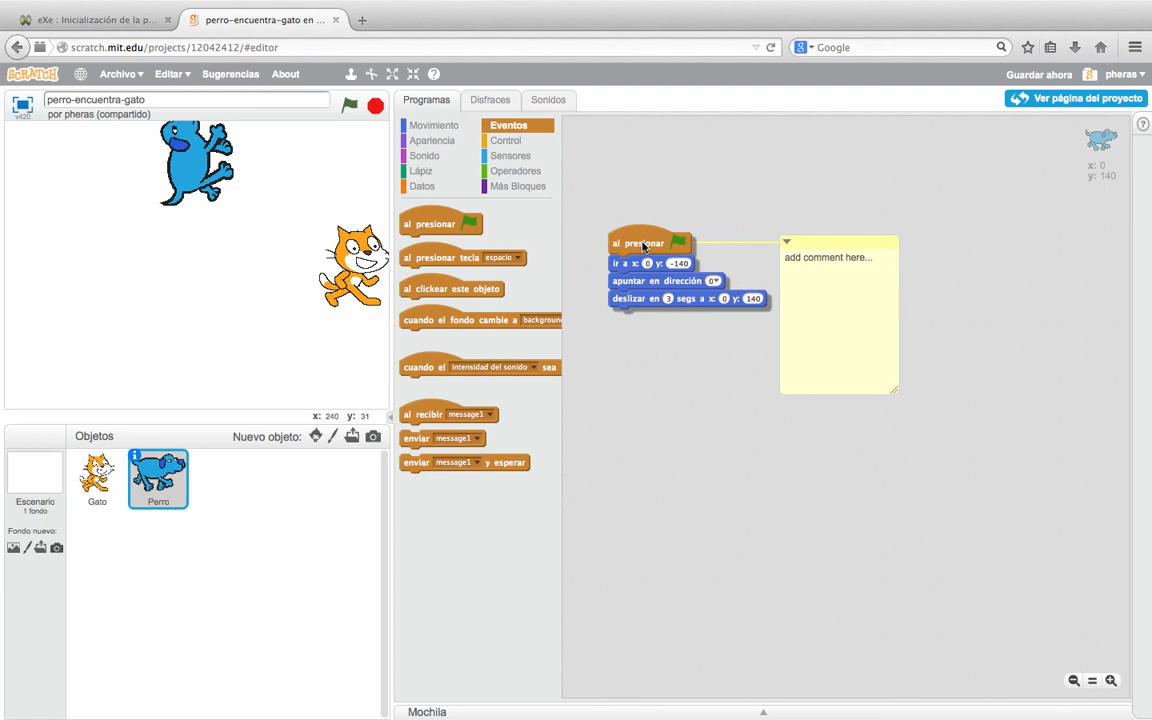 eXe : Inicialización de la p...
perro-encuentra-gato en ...
scratch.mit.edu/projects/12042412/#editor
Google
SCRATCH
Archivo
Editar
Sugerencias
About
Guardar ahora
pheras
perro-encuentra-gato
por pheras (compartido)
v420
Programas
Disfraces
Sonidos
Ver página del proyecto
Movimiento
Apariencia
Sonido
Lápiz
Datos
Eventos
Control
Sensores
Operadores
Más Bloques
al presionar
al presionar tecla espacio
al clickear este objeto
cuando el fondo cambie a background
cuando el intensidad del sonido sea
al recibir message1
enviar message1
enviar message1 y esperar
al presionar
ir a x: 0 y: -140
apuntar en dirección 0
deslizar en 3 segs a x: 0 y: 140
add comment here...
x: 0
y: 140
x: 240 y: 31
Objetos
Nuevo objeto:
Escenario
1 fondo
Fondo nuevo:
Gato
Perro
Mochila